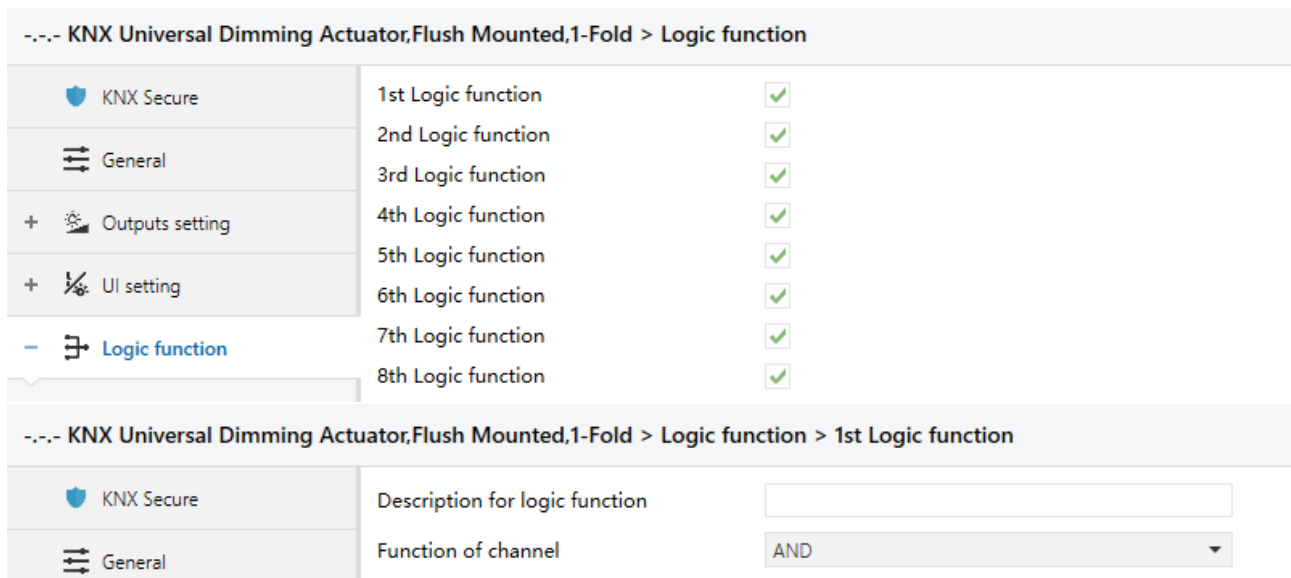 -.-.- KNX Universal Dimming Actuator,Flush Mounted,1-Fold > Logic function
KNX Secure
General
+ Outputs setting
+ UI setting
− Logic function
1st Logic function
2nd Logic function
3rd Logic function
4th Logic function
5th Logic function
6th Logic function
7th Logic function
8th Logic function
-.-.- KNX Universal Dimming Actuator,Flush Mounted,1-Fold > Logic function > 1st Logic function
KNX Secure
General
Description for logic function
Function of channel AND